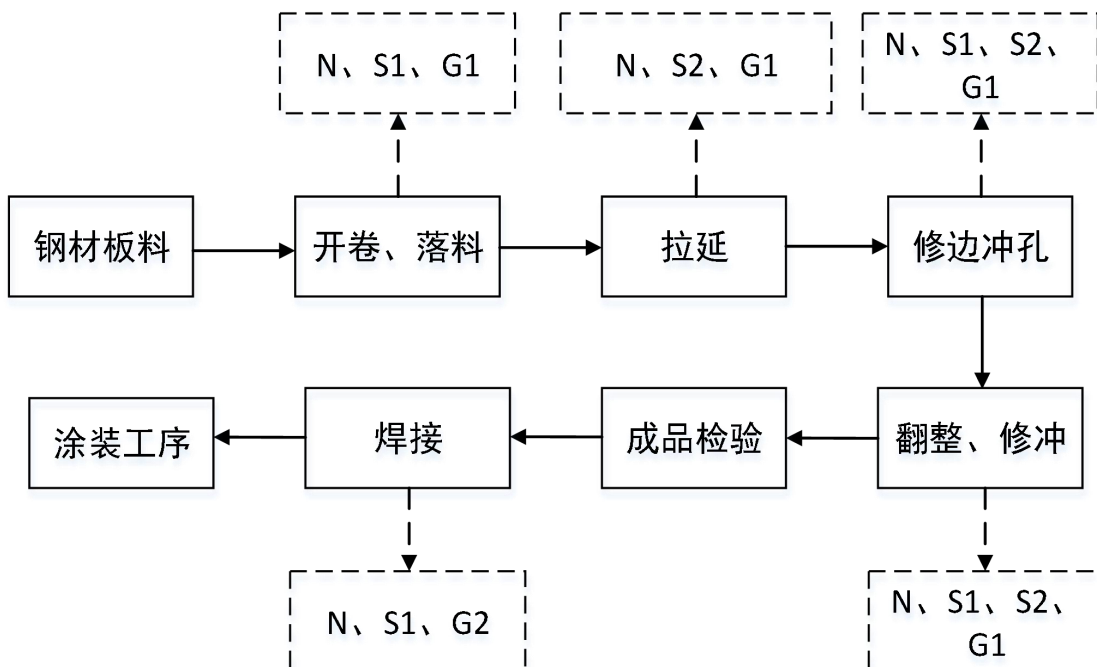 N、S1、G1
N、S2、G1
N、S1、S2、
G1
钢材板料
开卷、落料
拉延
修边冲孔
涂装工序
焊接
成品检验
翻整、修冲
N、S1、G2
N、S1、S2、
G1